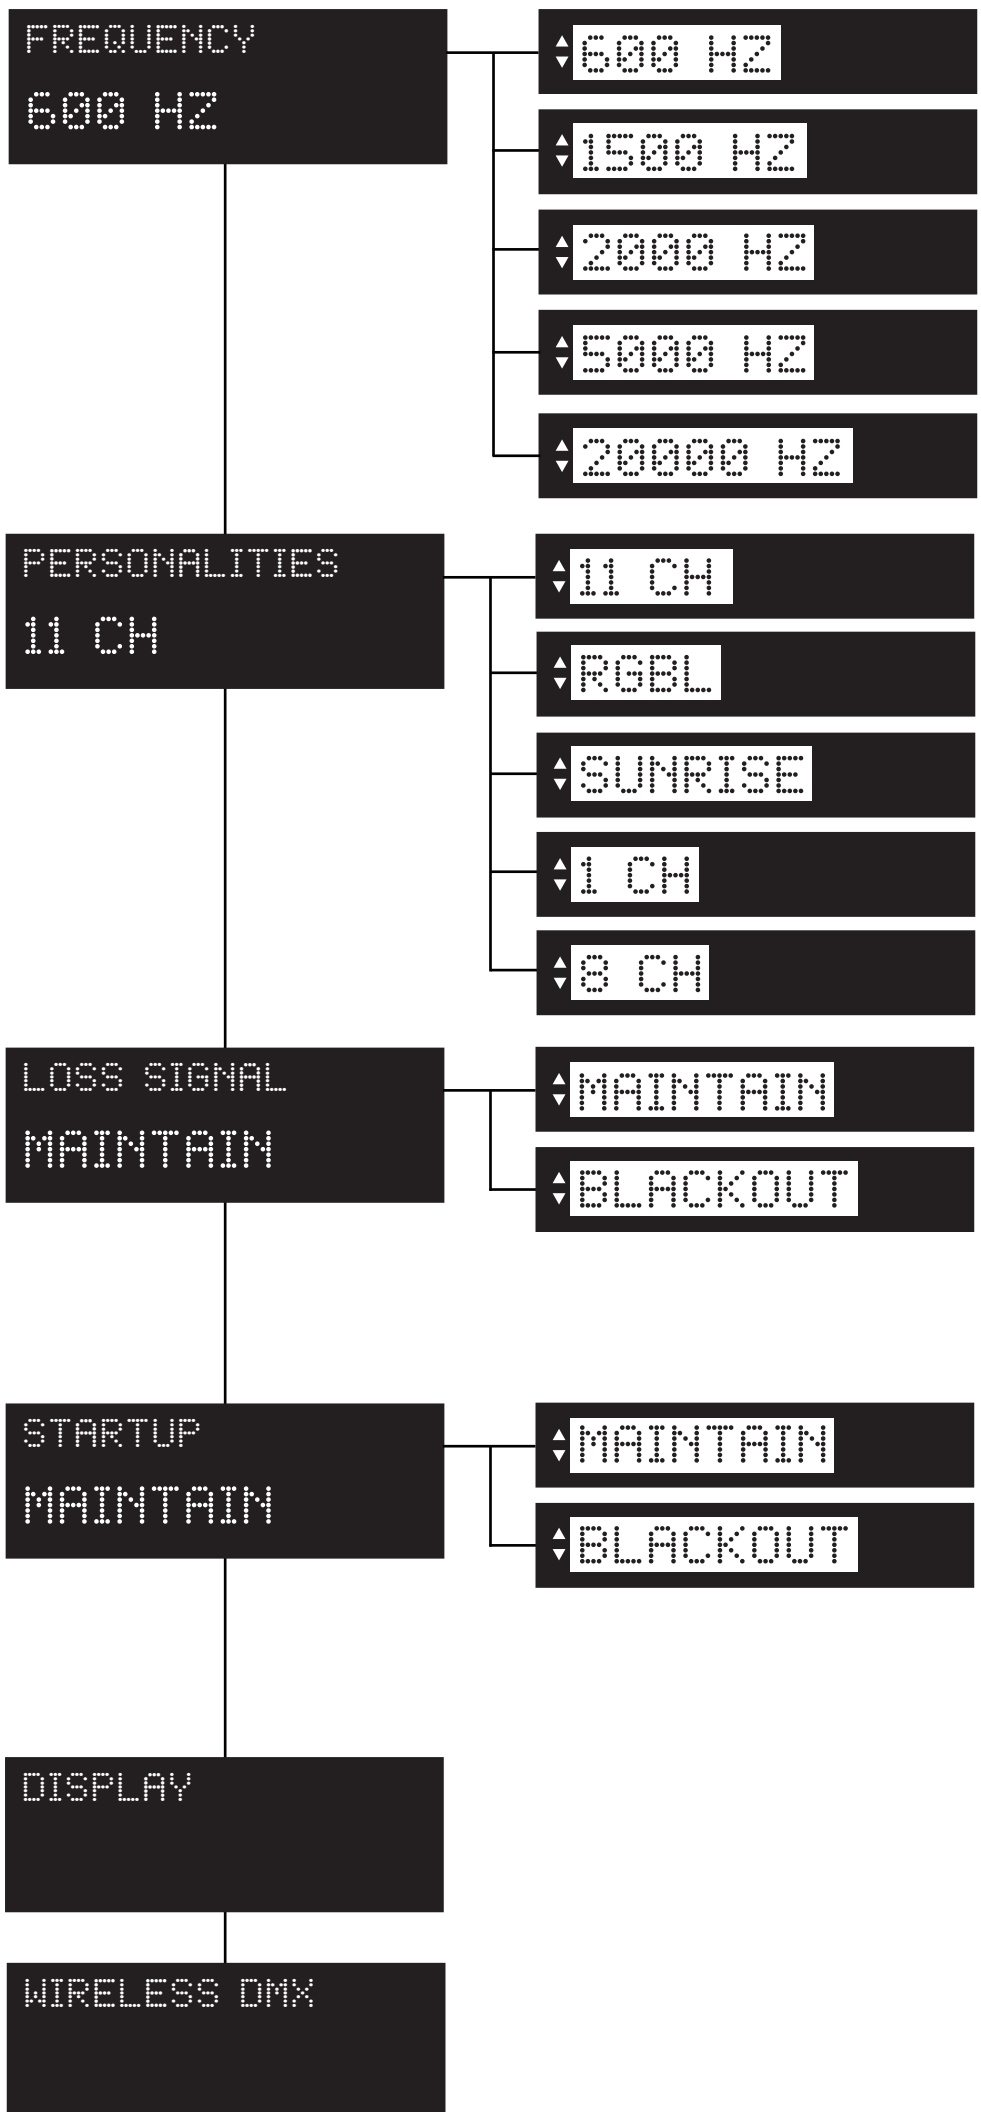 FREQUENCY
600 HZ
600 HZ
1500 HZ
2000 HZ
5000 HZ
20000 HZ
PERSONALITIES
11 CH
11 CH
RGBL
SUNRISE
1 CH
8 CH
LOSS SIGNAL
MAINTAIN
MAINTAIN
BLACKOUT
STARTUP
MAINTAIN
MAINTAIN
BLACKOUT
DISPLAY
WIRELESS DMX